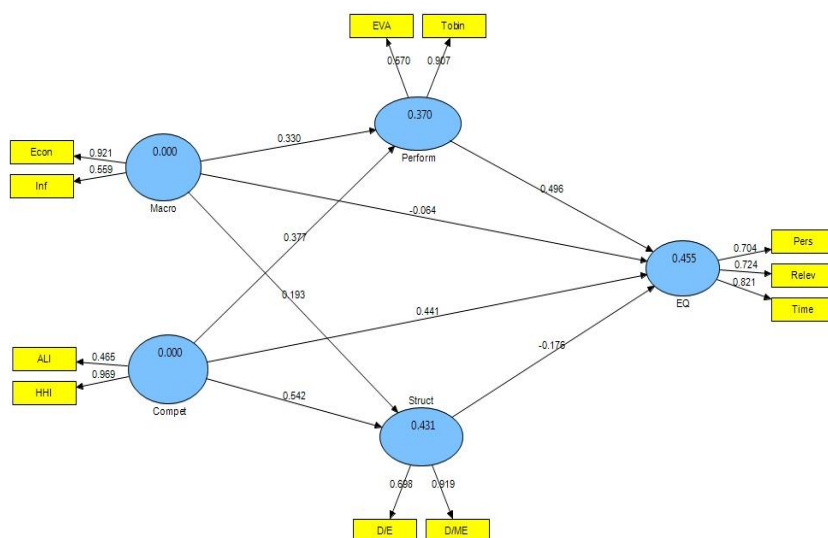 EVA
Tobin
0.570
0.907
0.370
Perform
Econ
0.921
Inf
0.559
0.000
Macro
0.330
0.496
-0.064
0.377
0.193
0.441
0.455
EQ
Pers
0.704
Relev
0.724
Time
0.821
ALI
0.465
HHI
0.969
0.000
Compet
0.542
-0.176
Struct
0.431
0.698
0.919
D/E
D/ME